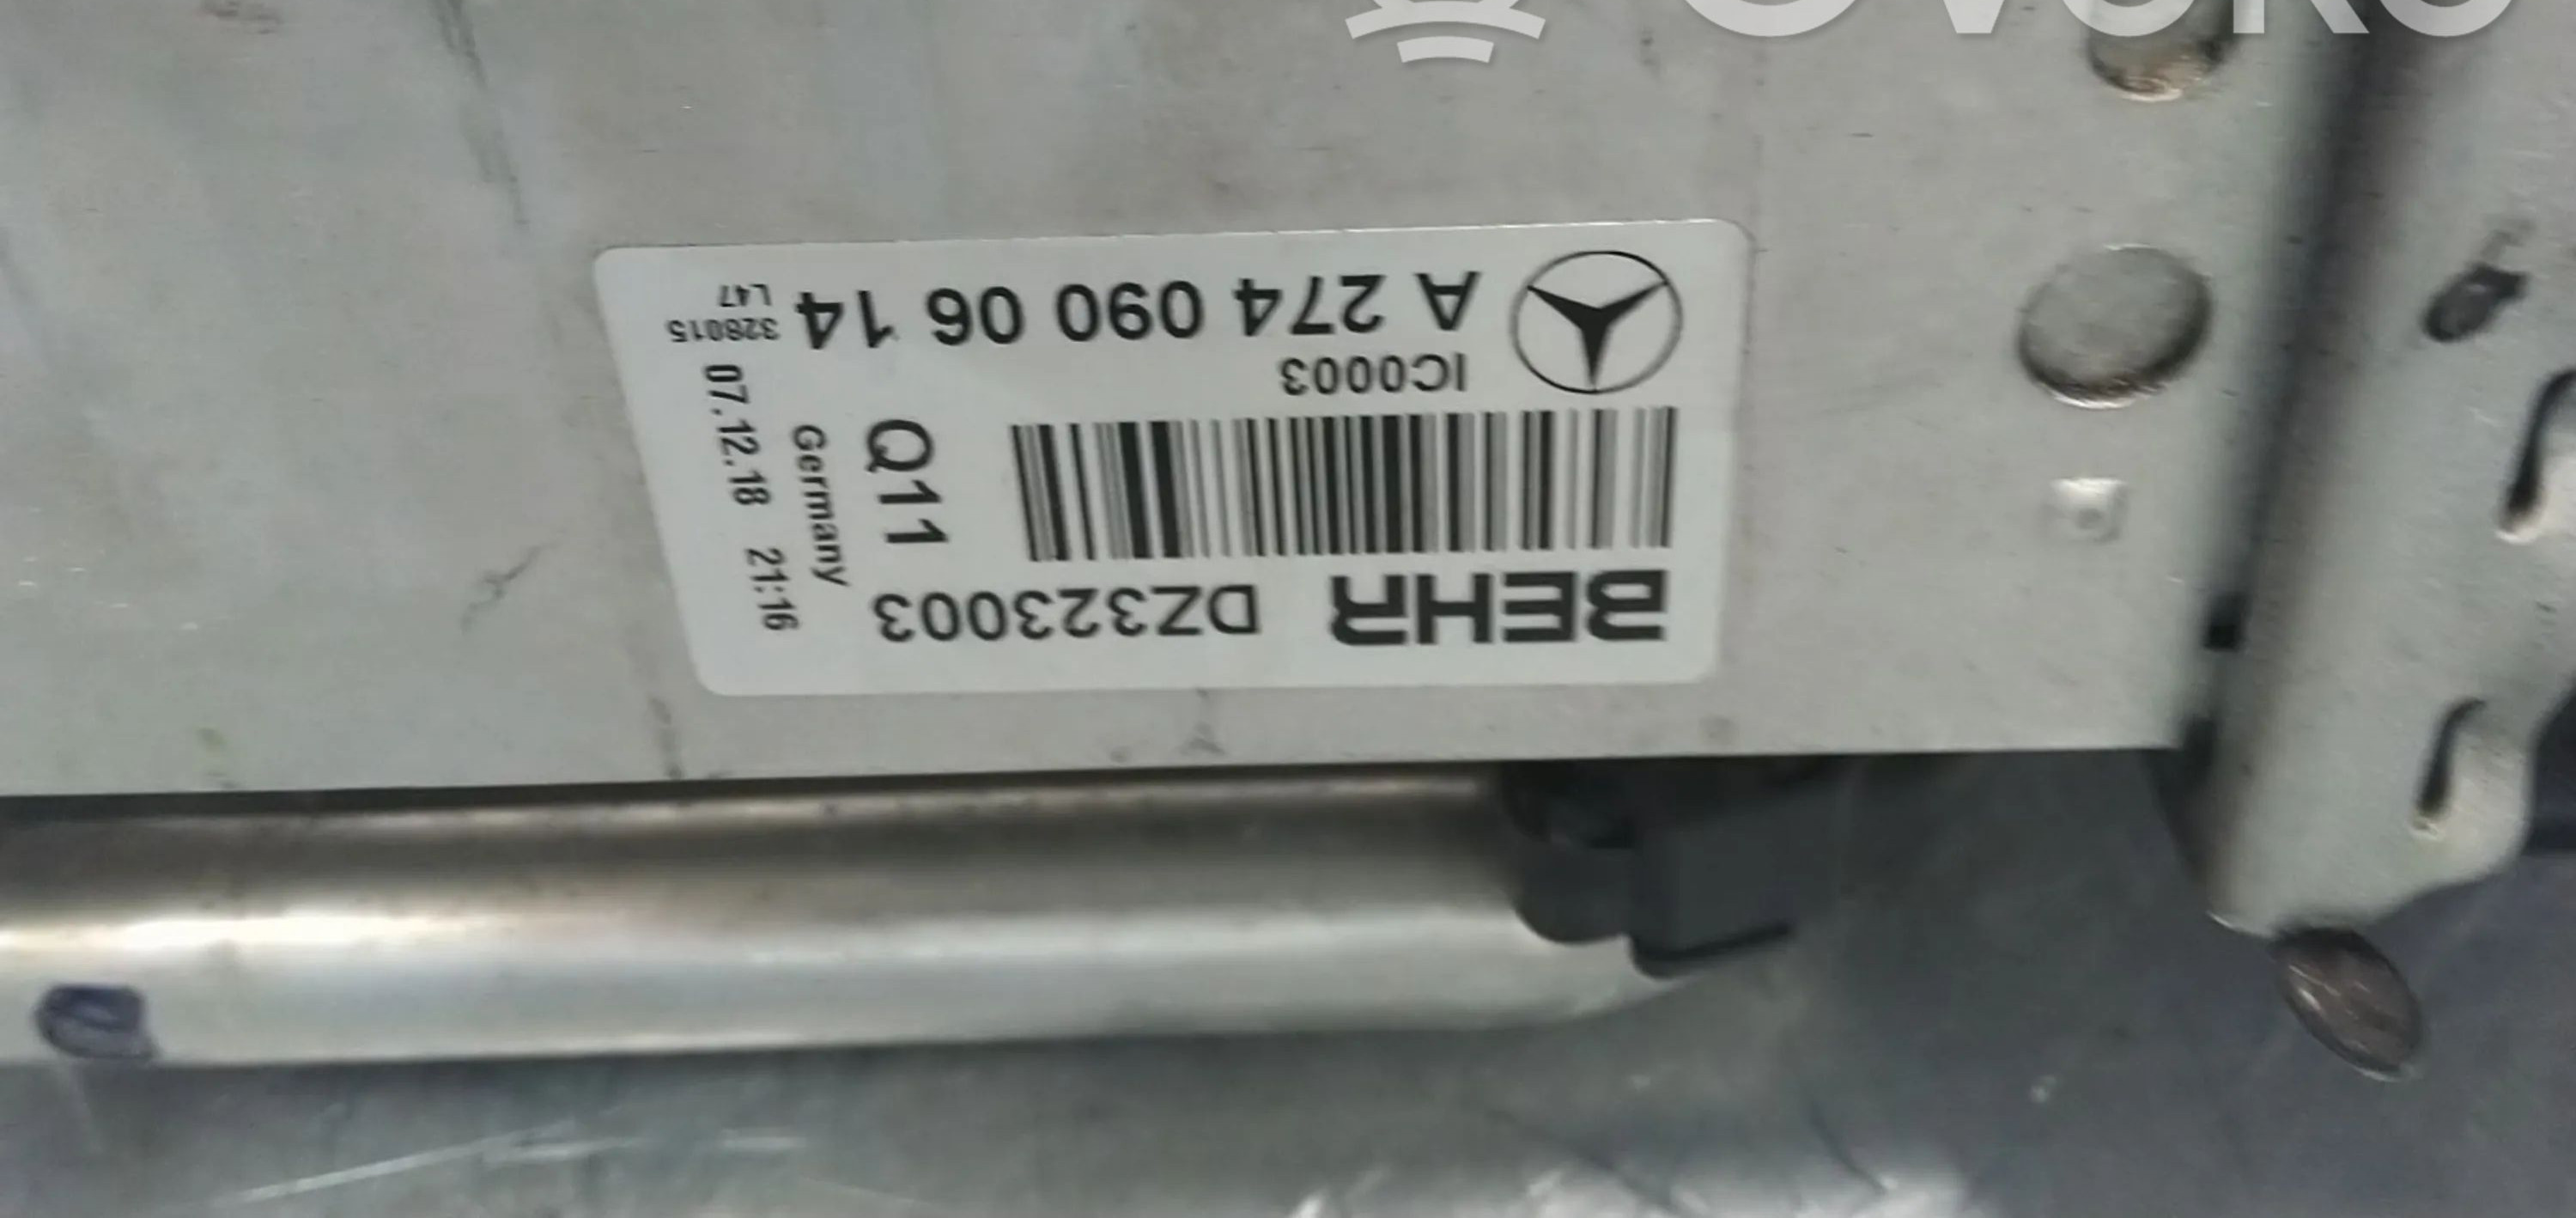 A 274 090 06 14
328015
L47
IC0003
BEHR DZ323003
Q11
Germany
07.12.18 21:16